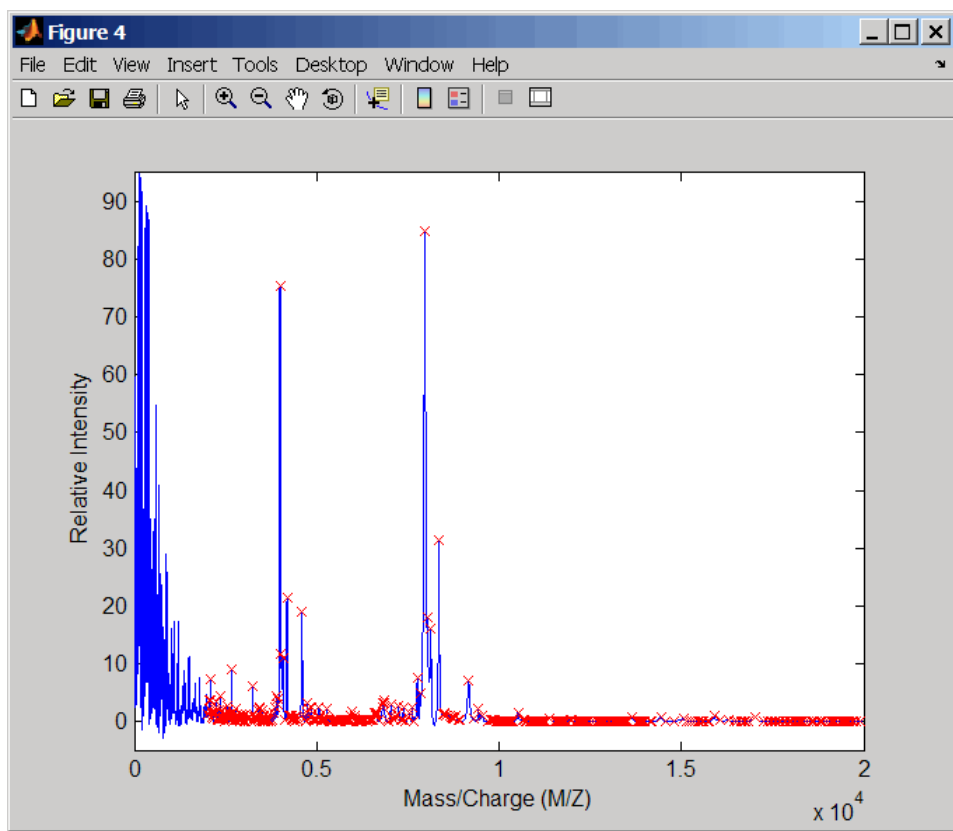 Figure 4
File Edit View Insert Tools Desktop Window Help
90
80
70
60
50
40
30
20
10
0
Relative Intensity
0 0.5 1 1.5 2
Mass/Charge (M/Z)
x 10^4